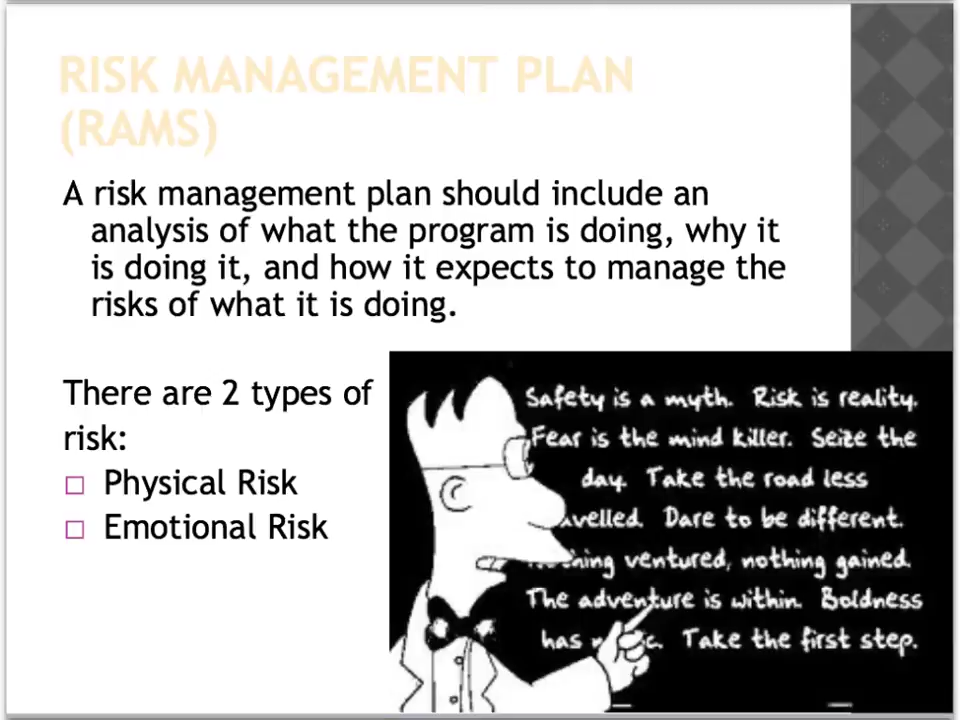 RISK MANAGEMENT PLAN
(RAMS)
A risk management plan should include an
analysis of what the program is doing, why it
is doing it, and how it expects to manage the
risks of what it is doing.
There are 2 types of
risk:
Physical Risk
Emotional Risk
Safety is a myth. Risk is reality.
Fear is the mind killer. Seize the
day. Take the road less
Dare to be different.
ventured, nothing gained.
The adventure is within. Boldness
has Take the first step.